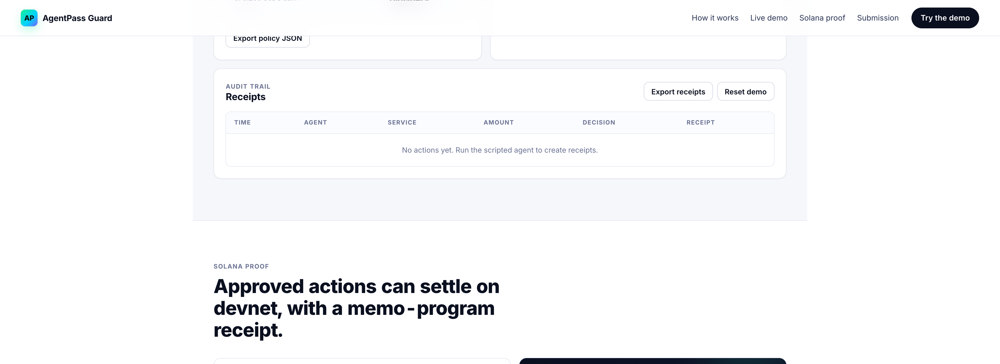 AP AgentPass Guard
How it works Live demo Solana proof Submission Try the demo
Export policy JSON
AUDIT TRAIL
Receipts
Export receipts Reset demo
TIME AGENT SERVICE AMOUNT DECISION RECEIPT
No actions yet. Run the scripted agent to create receipts.
SOLANA PROOF
Approved actions can settle on
devnet, with a memo-program
receipt.